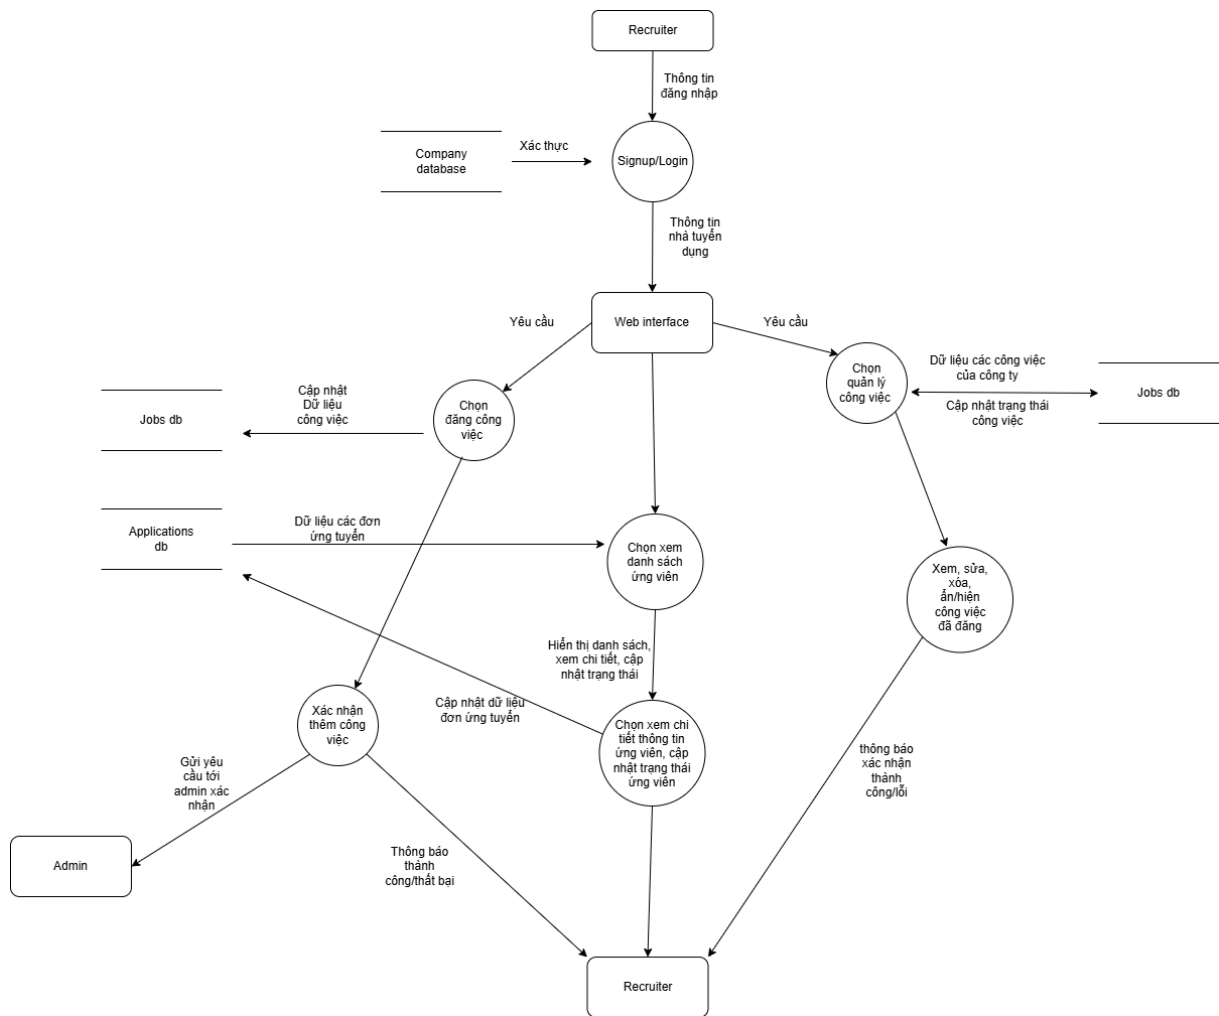 Recruiter
Thông tin
đăng nhập
Company
database
Xác thực
Signup/Login
Thông tin
nhà tuyển
dụng
Web interface
Yêu cầu
Yêu cầu
Chọn
quản lý
công việc
Dữ liệu các công việc
của công ty
Cập nhật trạng thái
công việc
Jobs db
Jobs db
Cập nhật
Dữ liệu
công việc
Chọn
đăng công
việc
Applications
db
Dữ liệu các đơn
ứng tuyển
Chọn xem
danh sách
ứng viên
Xem, sửa,
xóa,
ẩn/hiện
công việc
đã đăng
Hiển thị danh sách,
xem chi tiết, cập
nhật trạng thái
Cập nhật dữ liệu
đơn ứng tuyển
Xác nhận
thêm công
việc
Chọn xem chi
tiết thông tin
ứng viên, cập
nhật trạng thái
ứng viên
Gửi yêu
cầu tới
admin xác
nhận
thông báo
xác nhận
thành
công/lỗi
Admin
Thông báo
thành
công/thất bại
Recruiter